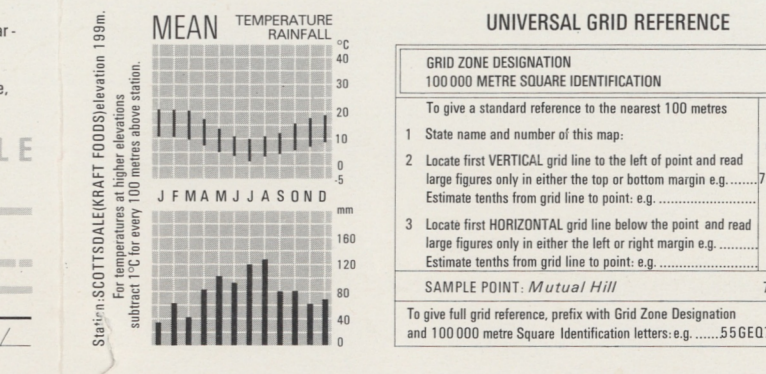 ar -
e,
L E
Station:SCOTTSDALE(KRAFT FOODS)elevation 199m.
For temperatures at higher elevations
subtract 1°C for every 100 metres above station.
MEAN TEMPERATURE
RAINFALL
°C
40
30
20
10
0
-5
J F M A M J J A S O N D
mm
160
120
80
40
0
UNIVERSAL GRID REFERENCE
GRID ZONE DESIGNATION
100 000 METRE SQUARE IDENTIFICATION
To give a standard reference to the nearest 100 metres
1 State name and number of this map:
2 Locate first VERTICAL grid line to the left of point and read
large figures only in either the top or bottom margin e.g. ....... 7
Estimate tenths from grid line to point: e.g. .....................
3 Locate first HORIZONTAL grid line below the point and read
large figures only in either the left or right margin e.g. ...........
Estimate tenths from grid line to point: e.g. .....................
SAMPLE POINT: Mutual Hill 7
To give full grid reference, prefix with Grid Zone Designation
and 100 000 metre Square Identification letters: e.g. .......55GEQ